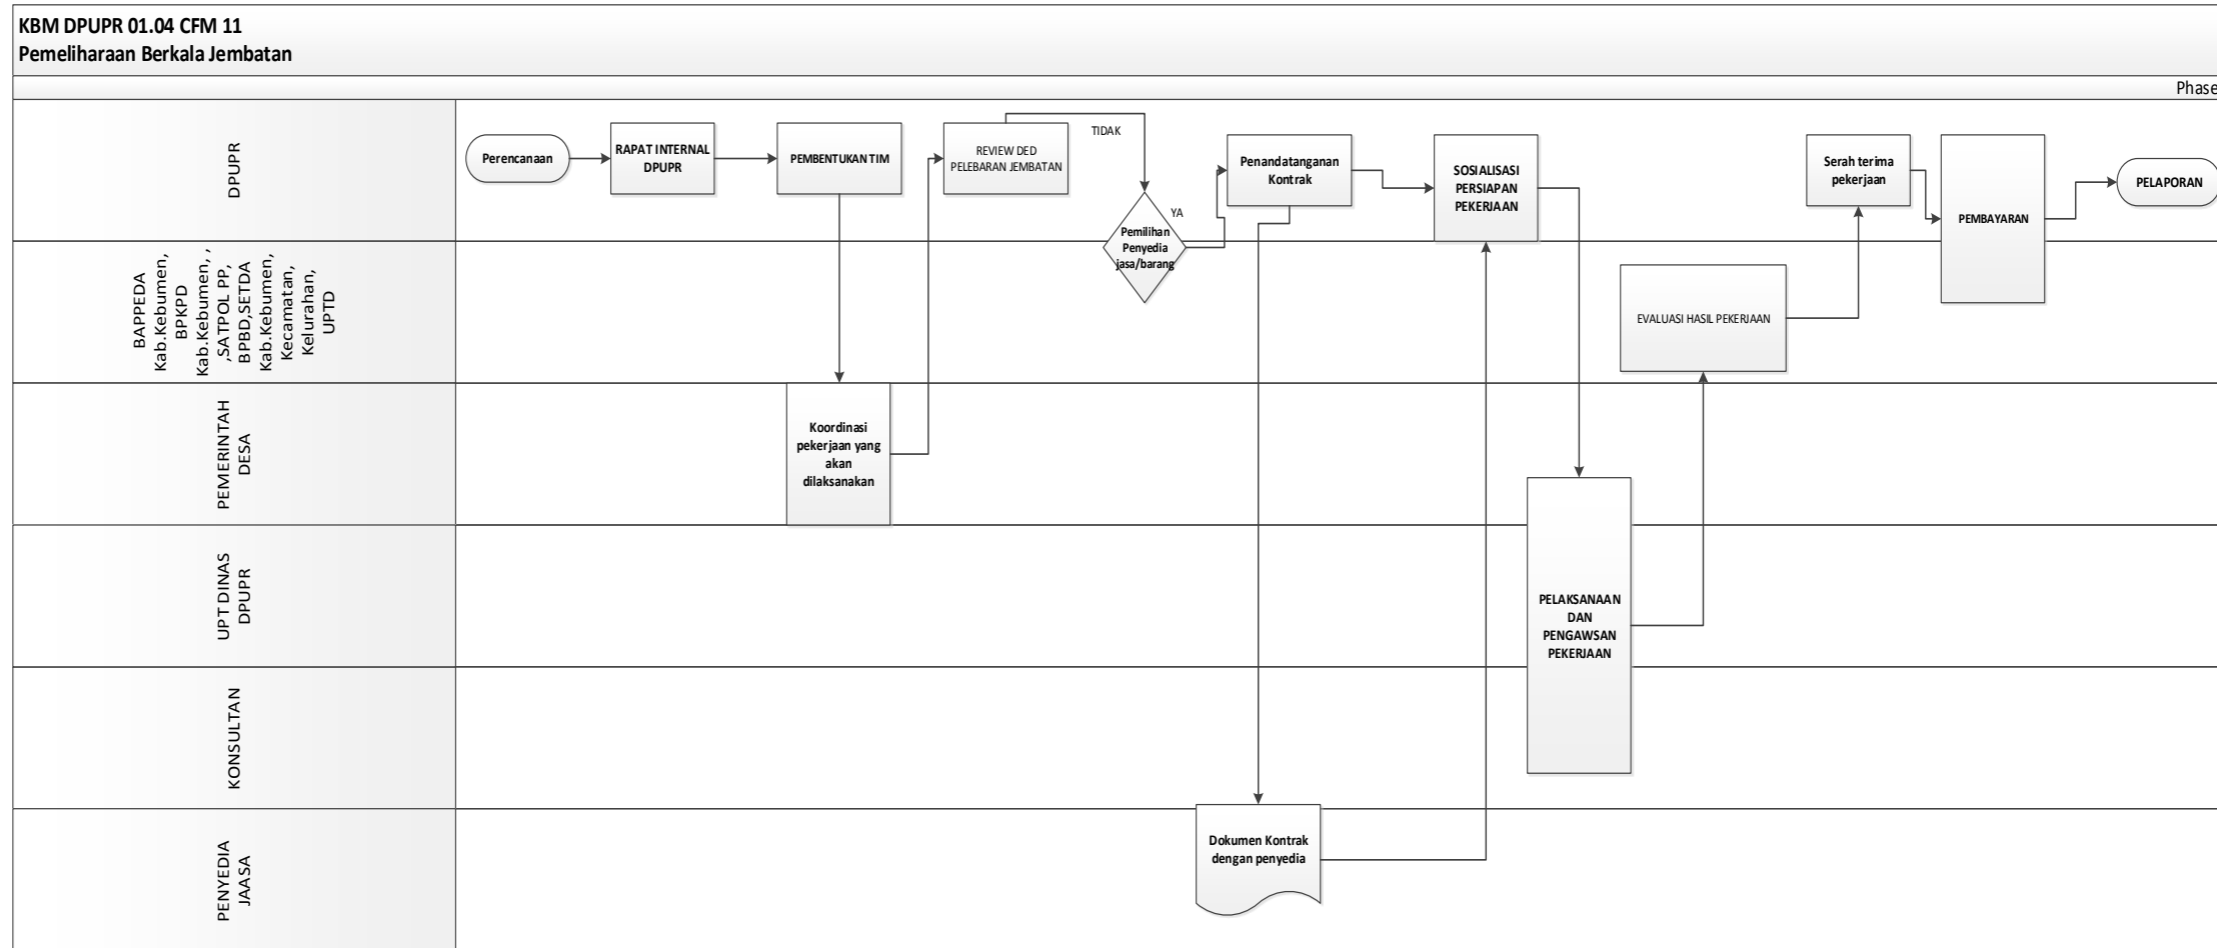 KBM DPUPR 01.04 CFM 11
Pemeliharaan Berkala Jembatan
Phase
DPUPR
Perencanaan
RAPAT INTERNAL
DPUPR
PEMBENTUKAN TIM
REVIEW DED
PELEBARAN JEMBATAN
TIDAK
YA
Pemilihan
Penyedia
jasa/barang
Penandatanganan
Kontrak
SOSIALISASI
PERSIAPAN
PEKERJAAN
Serah terima
pekerjaan
PEMBAYARAN
PELAPORAN
BAPPEDA
Kab.Kebumen,
BPKPD
Kab.Kebumen, ,
,SATPOL PP,
BPBD,SETDA
Kab.Kebumen,
Kecamatan,
Kelurahan,
UPTD
EVALUASI HASIL PEKERJAAN
PEMERINTAH
DESA
Koordinasi
pekerjaan yang
akan
dilaksanakan
UPT DINAS
DPUPR
PELAKSANAAN
DAN
PENGAWSAN
PEKERJAAN
KONSULTAN
PENYEDIA
JAASA
Dokumen Kontrak
dengan penyedia